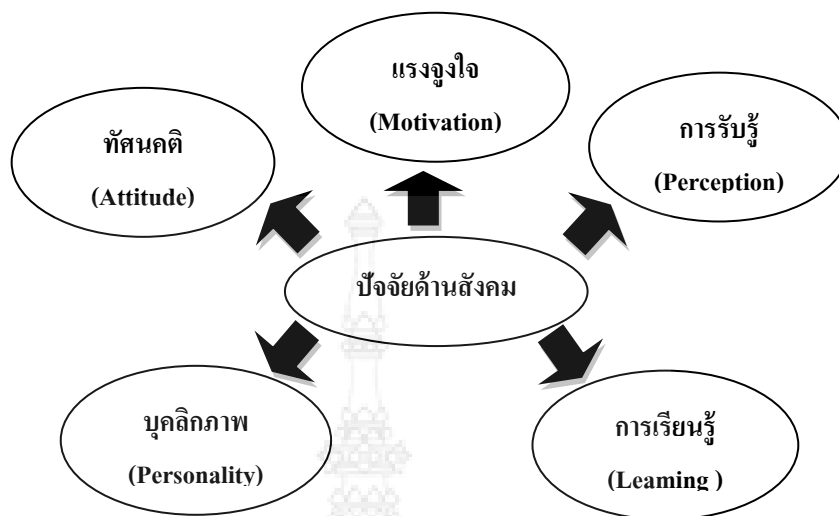 แรงจูงใจ
(Motivation)
ทัศนคติ
(Attitude)
การรับรู้
(Perception)
ปัจจัยด้านสังคม
บุคลิกภาพ
(Personality)
การเรียนรู้
(Leaming )